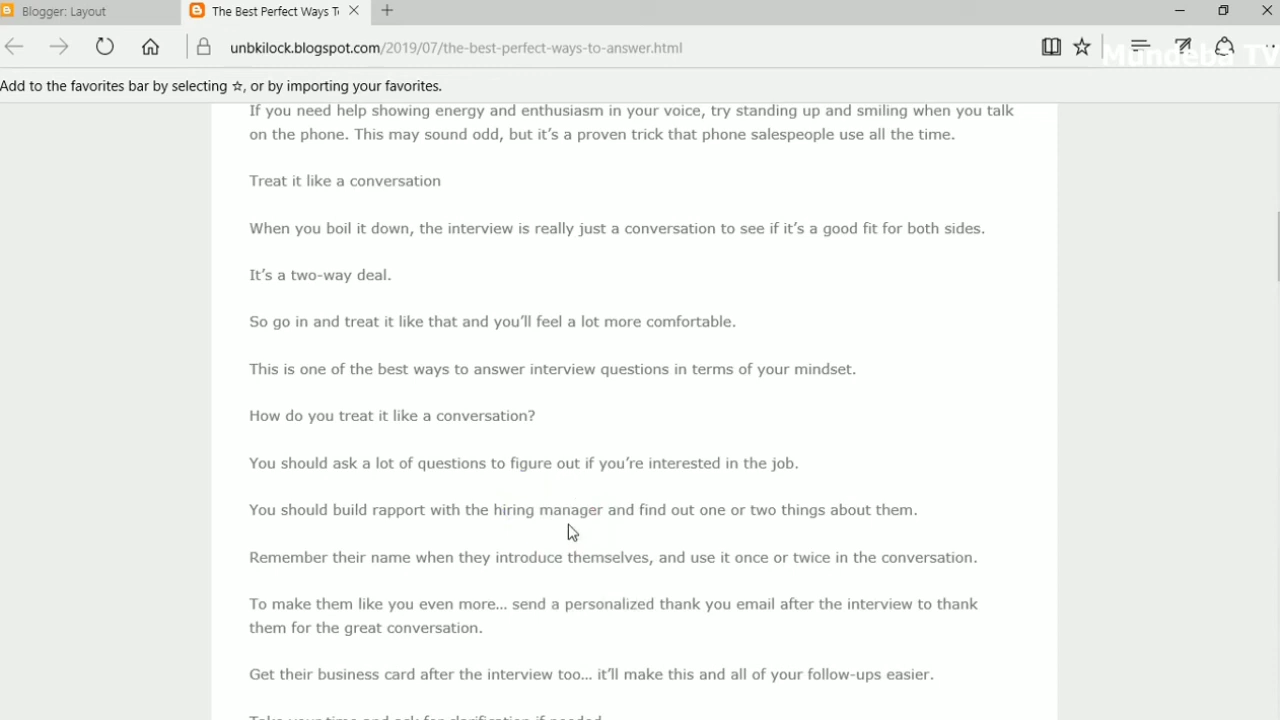 Blogger: Layout
The Best Perfect Ways T
unbkilock.blogspot.com/2019/07/the-best-perfect-ways-to-answer.html
Mundeba TV
Add to the favorites bar by selecting ☆, or by importing your favorites.
If you need help showing energy and enthusiasm in your voice, try standing up and smiling when you talk
on the phone. This may sound odd, but it’s a proven trick that phone salespeople use all the time.
Treat it like a conversation
When you boil it down, the interview is really just a conversation to see if it’s a good fit for both sides.
It’s a two-way deal.
So go in and treat it like that and you’ll feel a lot more comfortable.
This is one of the best ways to answer interview questions in terms of your mindset.
How do you treat it like a conversation?
You should ask a lot of questions to figure out if you’re interested in the job.
You should build rapport with the hiring manager and find out one or two things about them.
Remember their name when they introduce themselves, and use it once or twice in the conversation.
To make them like you even more... send a personalized thank you email after the interview to thank
them for the great conversation.
Get their business card after the interview too... it’ll make this and all of your follow-ups easier.
Take your time and ask for clarification if needed